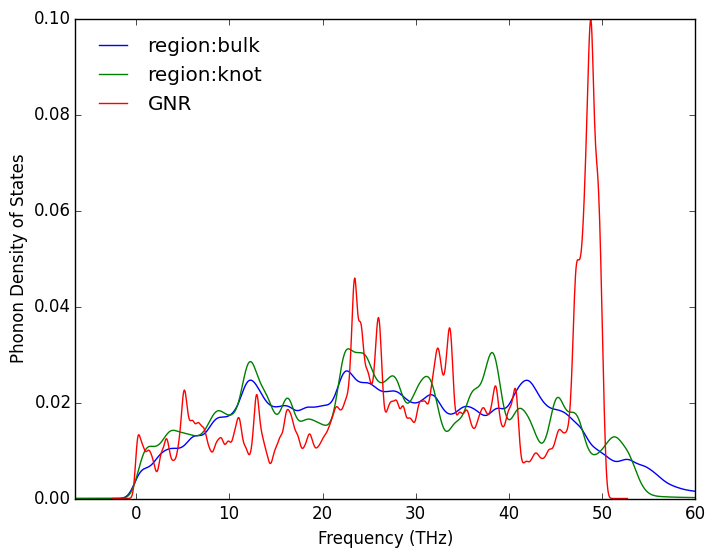 0.10
0.08
0.06
0.04
0.02
0.00
Phonon Density of States
region:bulk
region:knot
GNR
0 10 20 30 40 50 60
Frequency (THz)